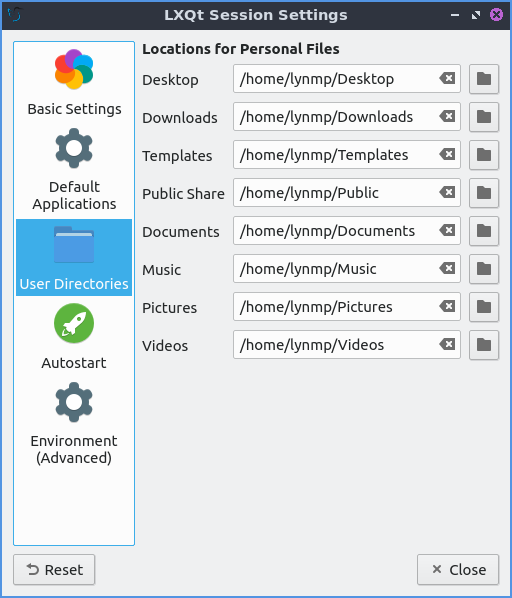 LXQt Session Settings
Basic Settings
Default
Applications
User Directories
Autostart
Environment
(Advanced)
Locations for Personal Files
Desktop /home/lynmp/Desktop
Downloads /home/lynmp/Downloads
Templates /home/lynmp/Templates
Public Share /home/lynmp/Public
Documents /home/lynmp/Documents
Music /home/lynmp/Music
Pictures /home/lynmp/Pictures
Videos /home/lynmp/Videos
Reset
Close